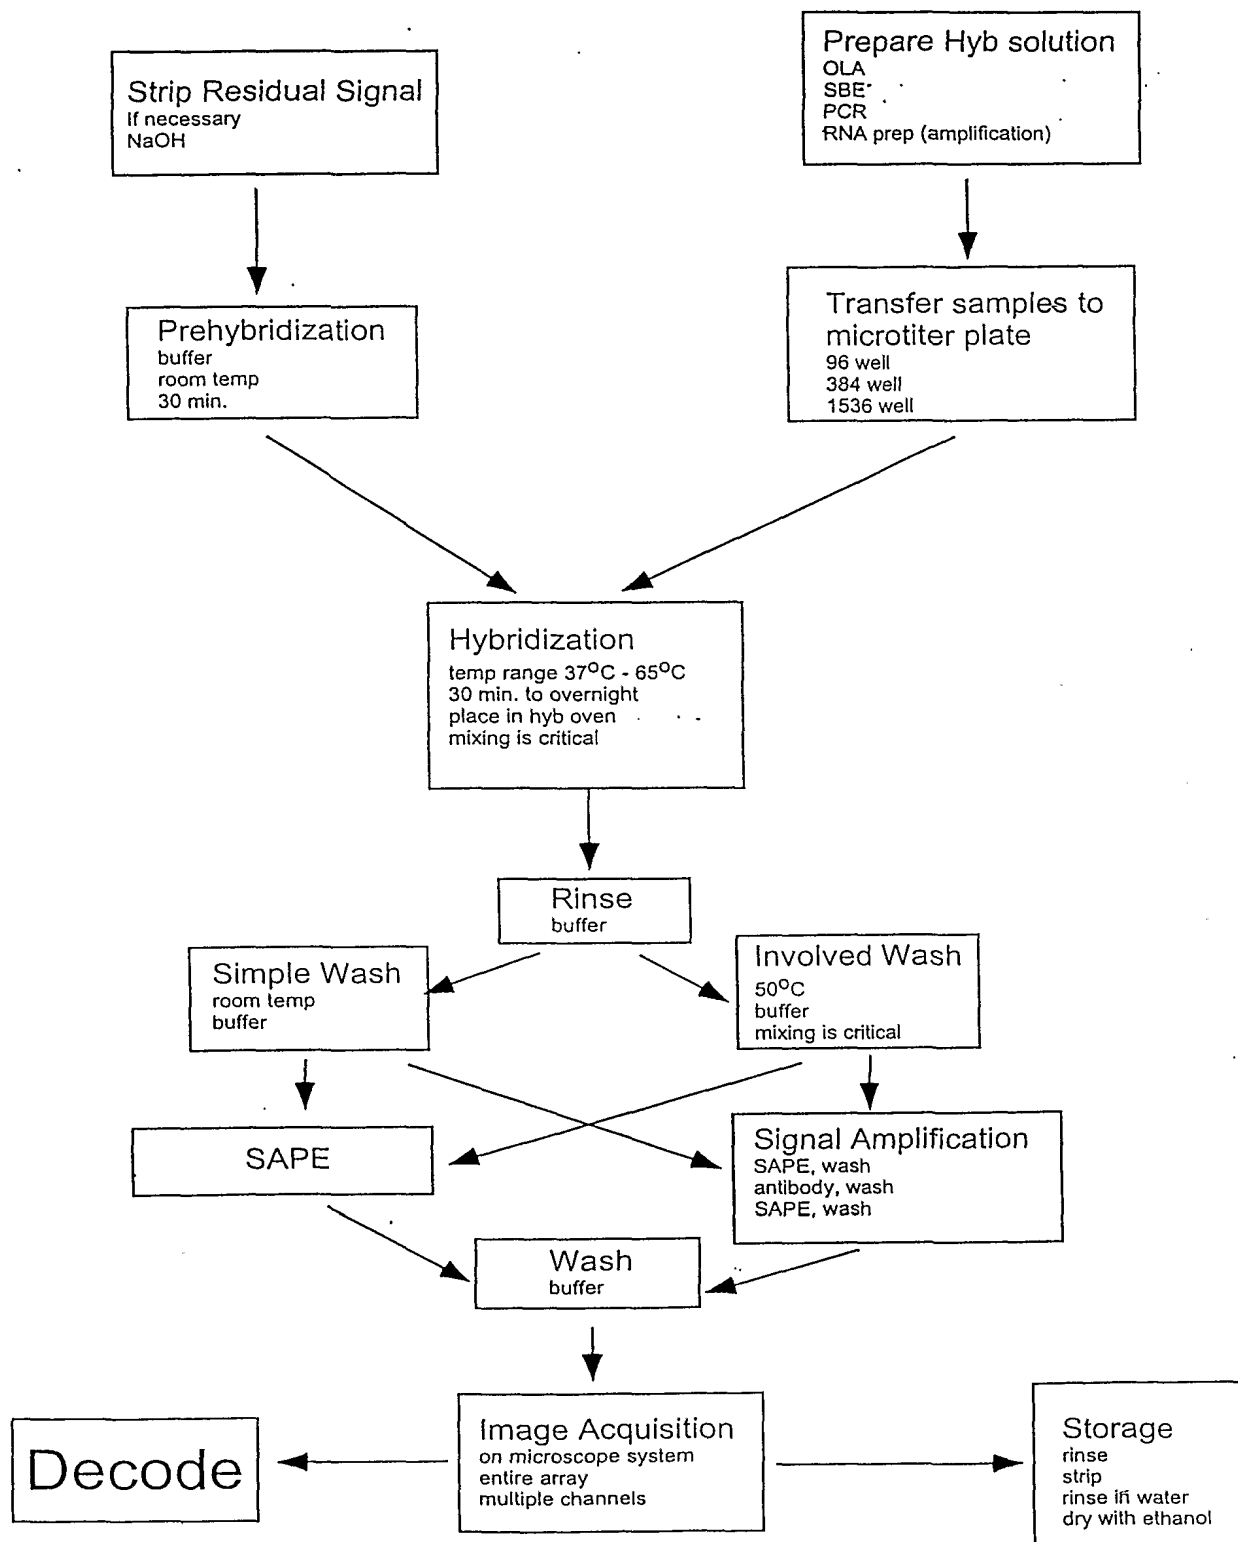 Strip Residual Signal
If necessary
NaOH
Prepare Hyb solution
OLA
SBE
PCR
RNA prep (amplification)
Prehybridization
buffer
room temp
30 min.
Transfer samples to
microtiter plate
96 well
384 well
1536 well
Hybridization
temp range 37°C - 65°C
30 min. to overnight
place in hyb oven
mixing is critical
Rinse
buffer
Simple Wash
room temp
buffer
Involved Wash
50°C
buffer
mixing is critical
SAPE
Signal Amplification
SAPE, wash
antibody, wash
SAPE, wash
Wash
buffer
Decode
Image Acquisition
on microscope system
entire array
multiple channels
Storage
rinse
strip
rinse in water
dry with ethanol